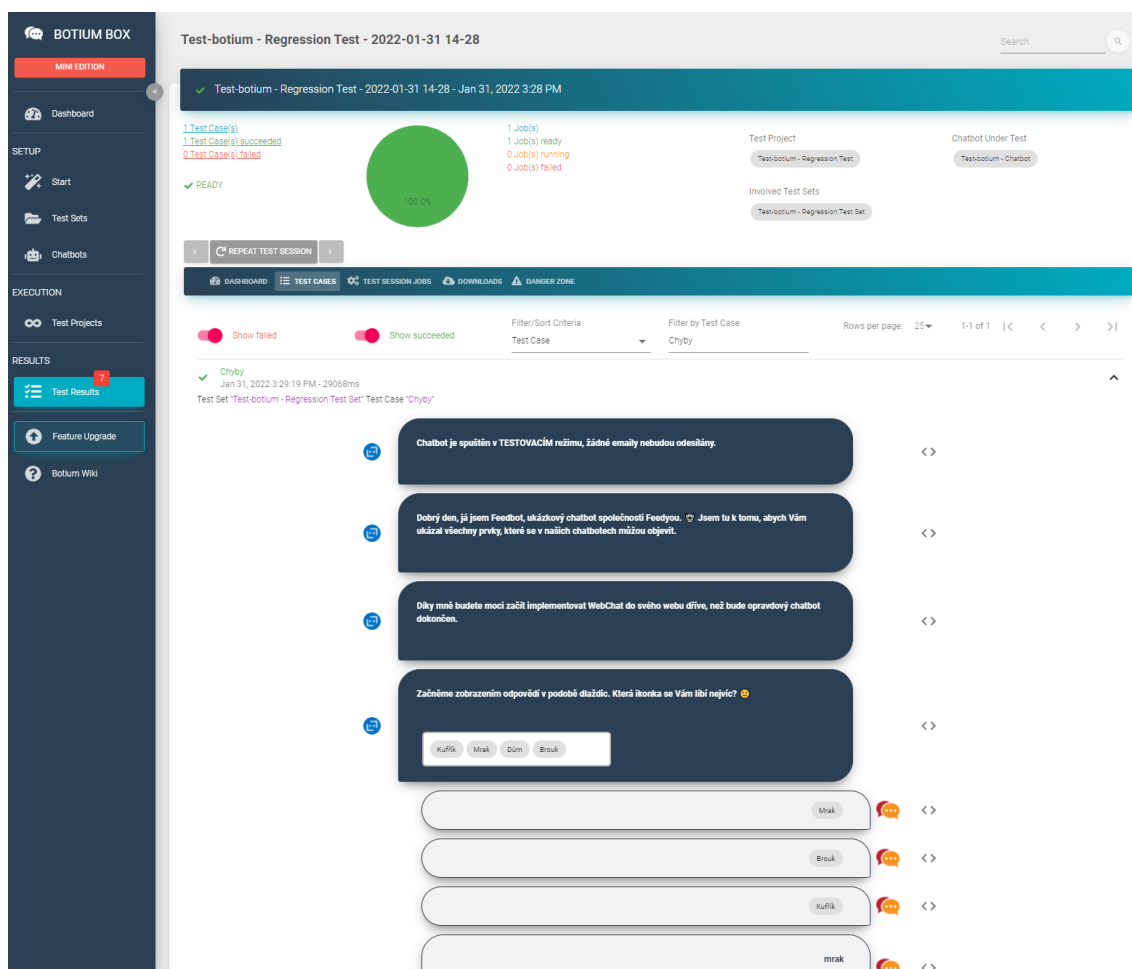 BOTIUM BOX
MINI EDITION
Dashboard
SETUP
Start
Test Sets
Chatbots
EXECUTION
Test Projects
RESULTS
7
Test Results
Feature Upgrade
Botium Wiki
Test-botium - Regression Test - 2022-01-31 14-28
Search
Test-botium - Regression Test - 2022-01-31 14-28 - Jan 31, 2022 3:28 PM
1 Test Case(s)
1 Test Case(s) succeeded
0 Test Case(s) failed
READY
100.0%
1 Job(s)
1 Job(s) ready
0 Job(s) running
0 Job(s) failed
Test Project
Test-botium - Regression Test
Chatbot Under Test
Test-botium - Chatbot
Involved Test Sets
Test-botium - Regression Test Set
< REPEAT TEST SESSION >
DASHBOARD TEST CASES TEST SESSION JOBS DOWNLOADS DANGER ZONE
Show failed
Show succeeded
Filter/Sort Criteria
Test Case
Filter by Test Case
Chyby
Rows per page: 25 1-1 of 1
Chyby
Jan 31, 2022 3:29:19 PM - 29068ms
Test Set "Test-botium - Regression Test Set" Test Case "Chyby"
Chatbot je spuštěn v TESTOVACÍM režimu, žádné emaily nebudou odesílány.
Dobrý den, já jsem Feedbot, ukázkový chatbot společnosti Feedyou. 🤖 Jsem tu k tomu, abych Vám
ukázal všechny prvky, které se v našich chatbotech můžou objevit.
Díky mně budete moci začít implementovat WebChat do svého webu dříve, než bude opravdový chatbot
dokončen.
Začněme zobrazením odpovědí v podobě dlaždic. Která ikonka se Vám líbí nejvíc? 🙂
Kufřík Mrak Dům Brouk
Mrak
Brouk
Kufřík
mrak